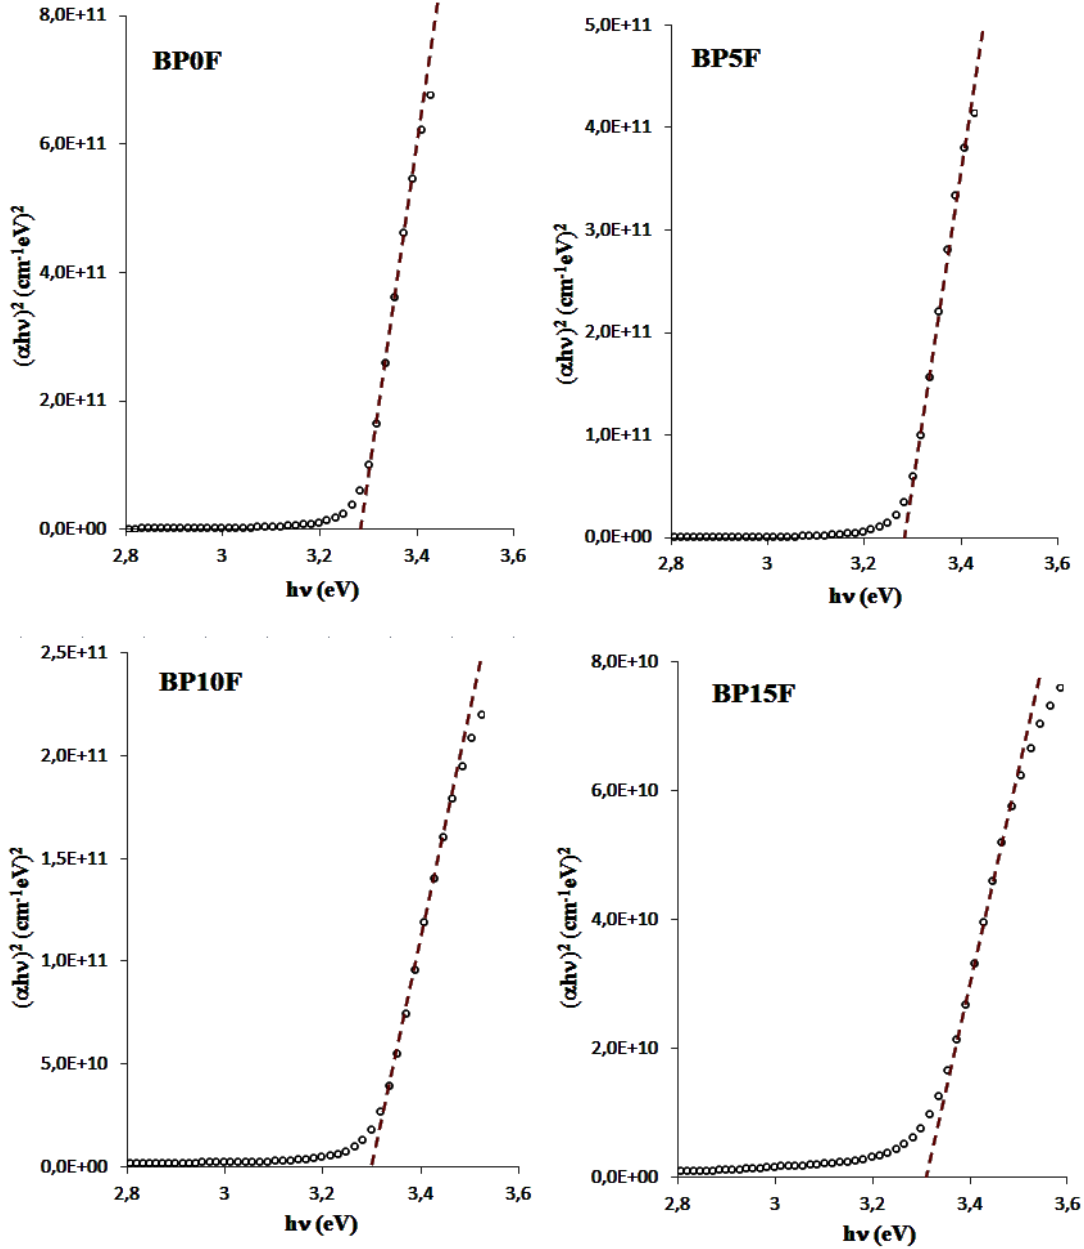 BP0F
8,0E+11
6,0E+11
4,0E+11
2,0E+11
0,0E+00
(αhν)² (cm⁻¹eV)²
2,8 3 3,2 3,4 3,6
hν (eV)
BP5F
5,0E+11
4,0E+11
3,0E+11
2,0E+11
1,0E+11
0,0E+00
(αhν)² (cm⁻¹eV)²
2,8 3 3,2 3,4 3,6
hν (eV)
BP10F
2,5E+11
2,0E+11
1,5E+11
1,0E+11
5,0E+10
0,0E+00
(αhν)² (cm⁻¹eV)²
2,8 3 3,2 3,4 3,6
hν (eV)
BP15F
8,0E+10
6,0E+10
4,0E+10
2,0E+10
0,0E+00
(αhν)² (cm⁻¹eV)²
2,8 3 3,2 3,4 3,6
hν (eV)